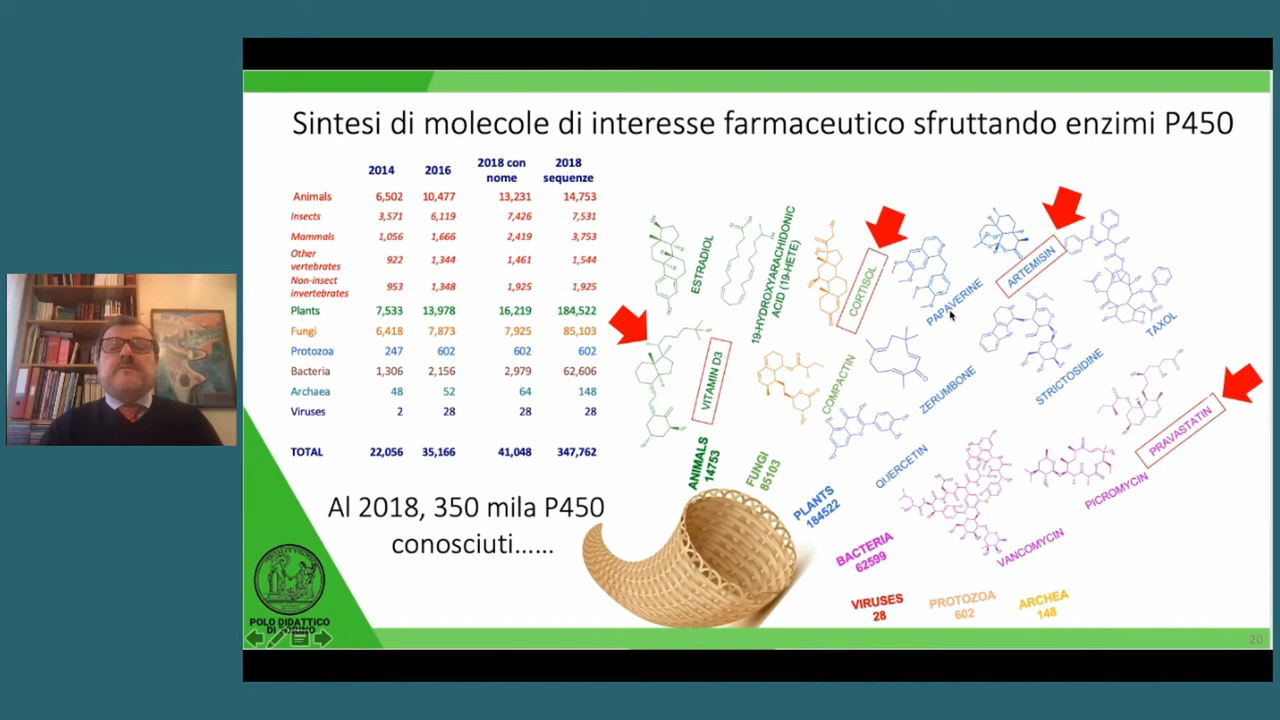 Sintesi di molecole di interesse farmaceutico sfruttando enzimi P450
2014 2016 2018 con nome 2018 sequenze
Animals 6,502 10,477 13,231 14,753
Insects 3,571 6,119 7,426 7,531
Mammals 1,056 1,666 2,419 3,753
Other vertebrates 922 1,344 1,461 1,544
Non-insect invertebrates 953 1,348 1,925 1,925
Plants 7,533 13,978 16,219 184,522
Fungi 6,418 7,873 7,925 85,103
Protozoa 247 602 602 602
Bacteria 1,306 2,156 2,979 62,606
Archaea 48 52 64 148
Viruses 2 28 28 28
TOTAL 22,056 35,166 41,048 347,762
Al 2018, 350 mila P450
conosciuti......
ESTRADIOL
19-HYDROXYARACHIDONIC
ACID (19-HETE)
CORTISOL
PAPAVERINE
ARTEMISIN
TAXOL
VITAMIN D3
COMPACTIN
ZERUMBONE
STRICTOSIDINE
QUERCETIN
PRAVASTATIN
PICROMYCIN
VANCOMYCIN
ANIMALS
14753
FUNGI
85103
PLANTS
184522
BACTERIA
62599
VIRUSES
28
PROTOZOA
602
ARCHEA
148
POLO DIDATTICO
DI TORINO
20